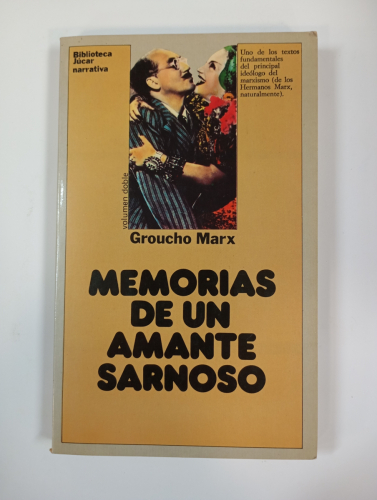 Biblioteca
Júcar
narrativa
Uno de los textos
fundamentales
del principal
ideólogo del
marxismo (de los
Hermanos Marx,
naturalmente).
volumen doble
Groucho Marx
MEMORIAS
DE UN
AMANTE
SARNOSO